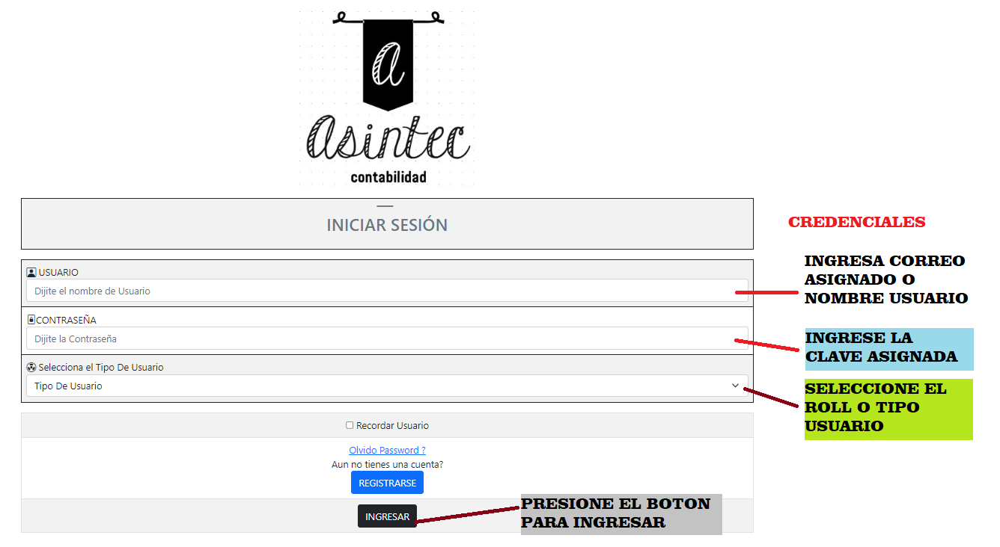 a
Asintec
contabilidad
INICIAR SESIÓN
CREDENCIALES
USUARIO
Dijite el nombre de Usuario
INGRESA CORREO
ASIGNADO O
NOMBRE USUARIO
CONTRASEÑA
Dijite la Contraseña
INGRESE LA
CLAVE ASIGNADA
Selecciona el Tipo De Usuario
Tipo De Usuario
SELECCIONE EL
ROLL O TIPO
USUARIO
Recordar Usuario
Olvido Password ?
Aun no tienes una cuenta?
REGISTRARSE
INGRESAR
PRESIONE EL BOTON
PARA INGRESAR